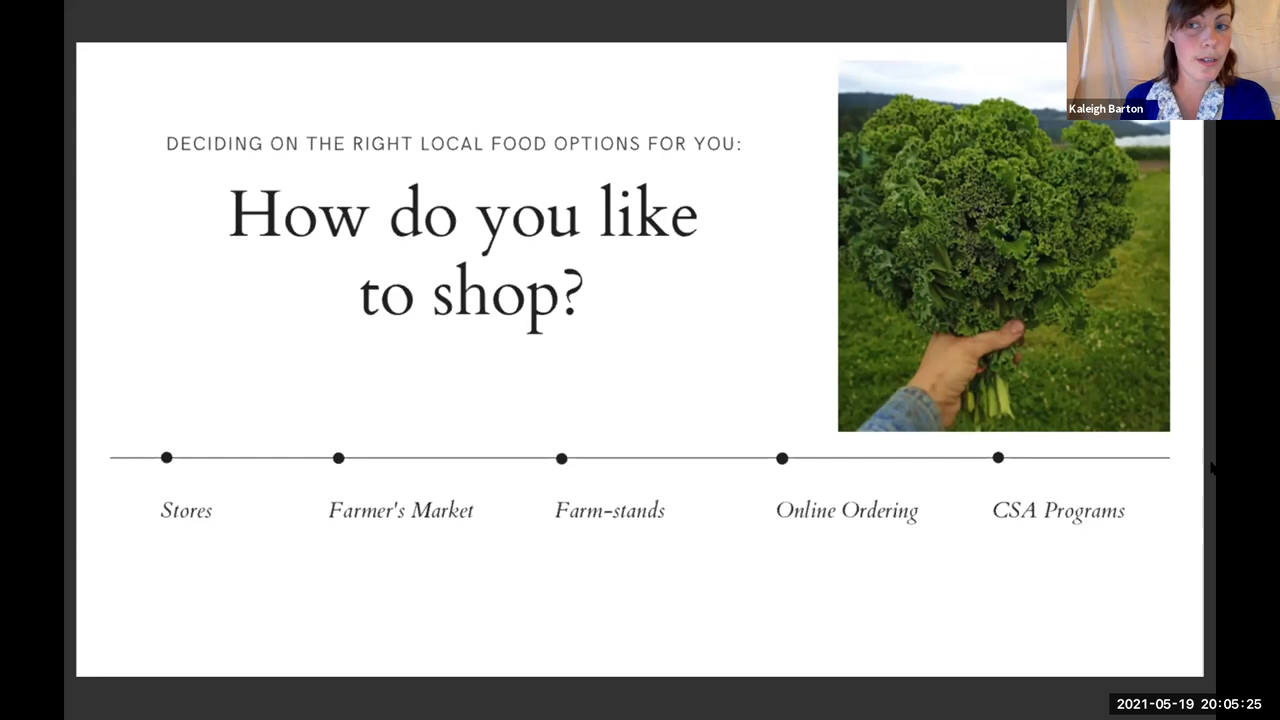 Kaleigh Barton
DECIDING ON THE RIGHT LOCAL FOOD OPTIONS FOR YOU:
How do you like
to shop?
Stores
Farmer's Market
Farm-stands
Online Ordering
CSA Programs
2021-05-19 20:05:25